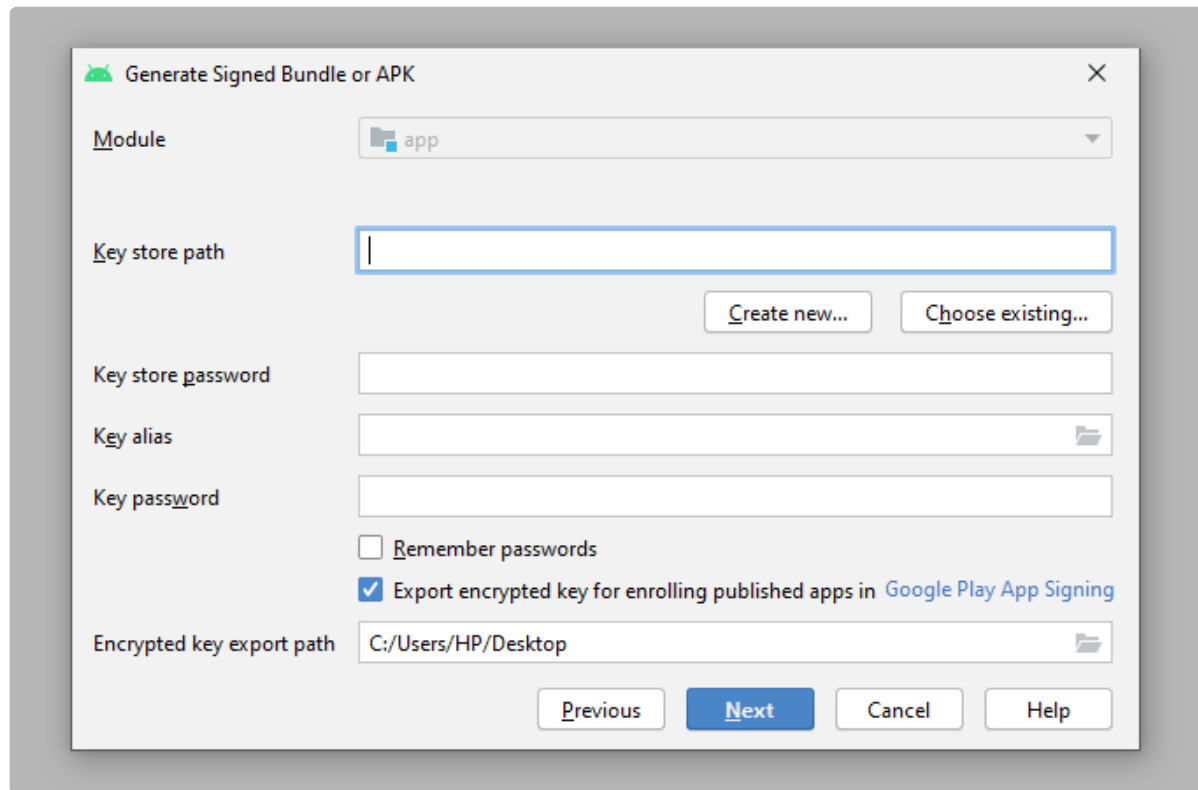 Generate Signed Bundle or APK
Module
app
Key store path
Create new... Choose existing...
Key store password
Key alias
Key password
Remember passwords
Export encrypted key for enrolling published apps in Google Play App Signing
Encrypted key export path C:/Users/HP/Desktop
Previous Next Cancel Help